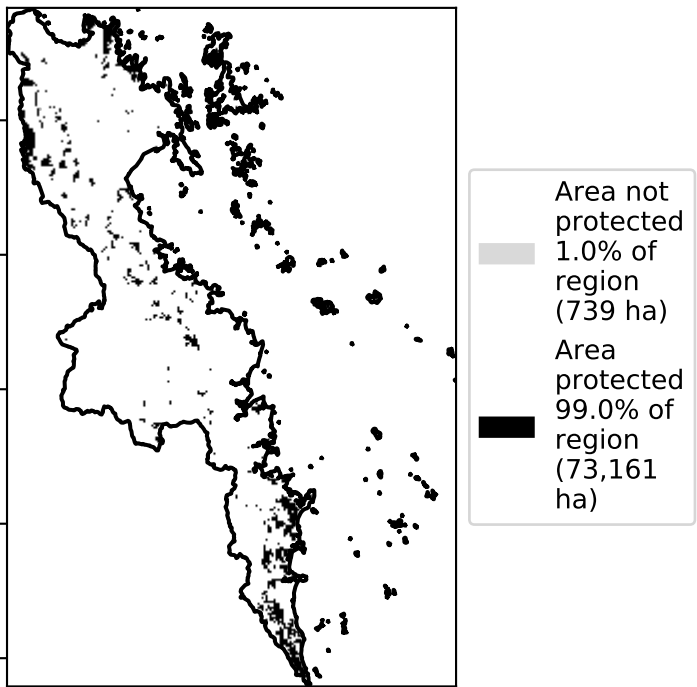 Area not
protected
1.0% of
region
(739 ha)
Area
protected
99.0% of
region
(73,161
ha)